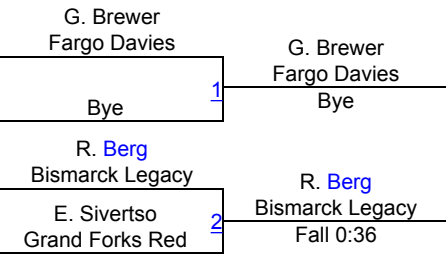 G. Brewer
Fargo Davies
Bye
1
G. Brewer
Fargo Davies
Bye
R. Berg
Bismarck Legacy
E. Sivertso
Grand Forks Red
2
R. Berg
Bismarck Legacy
Fall 0:36